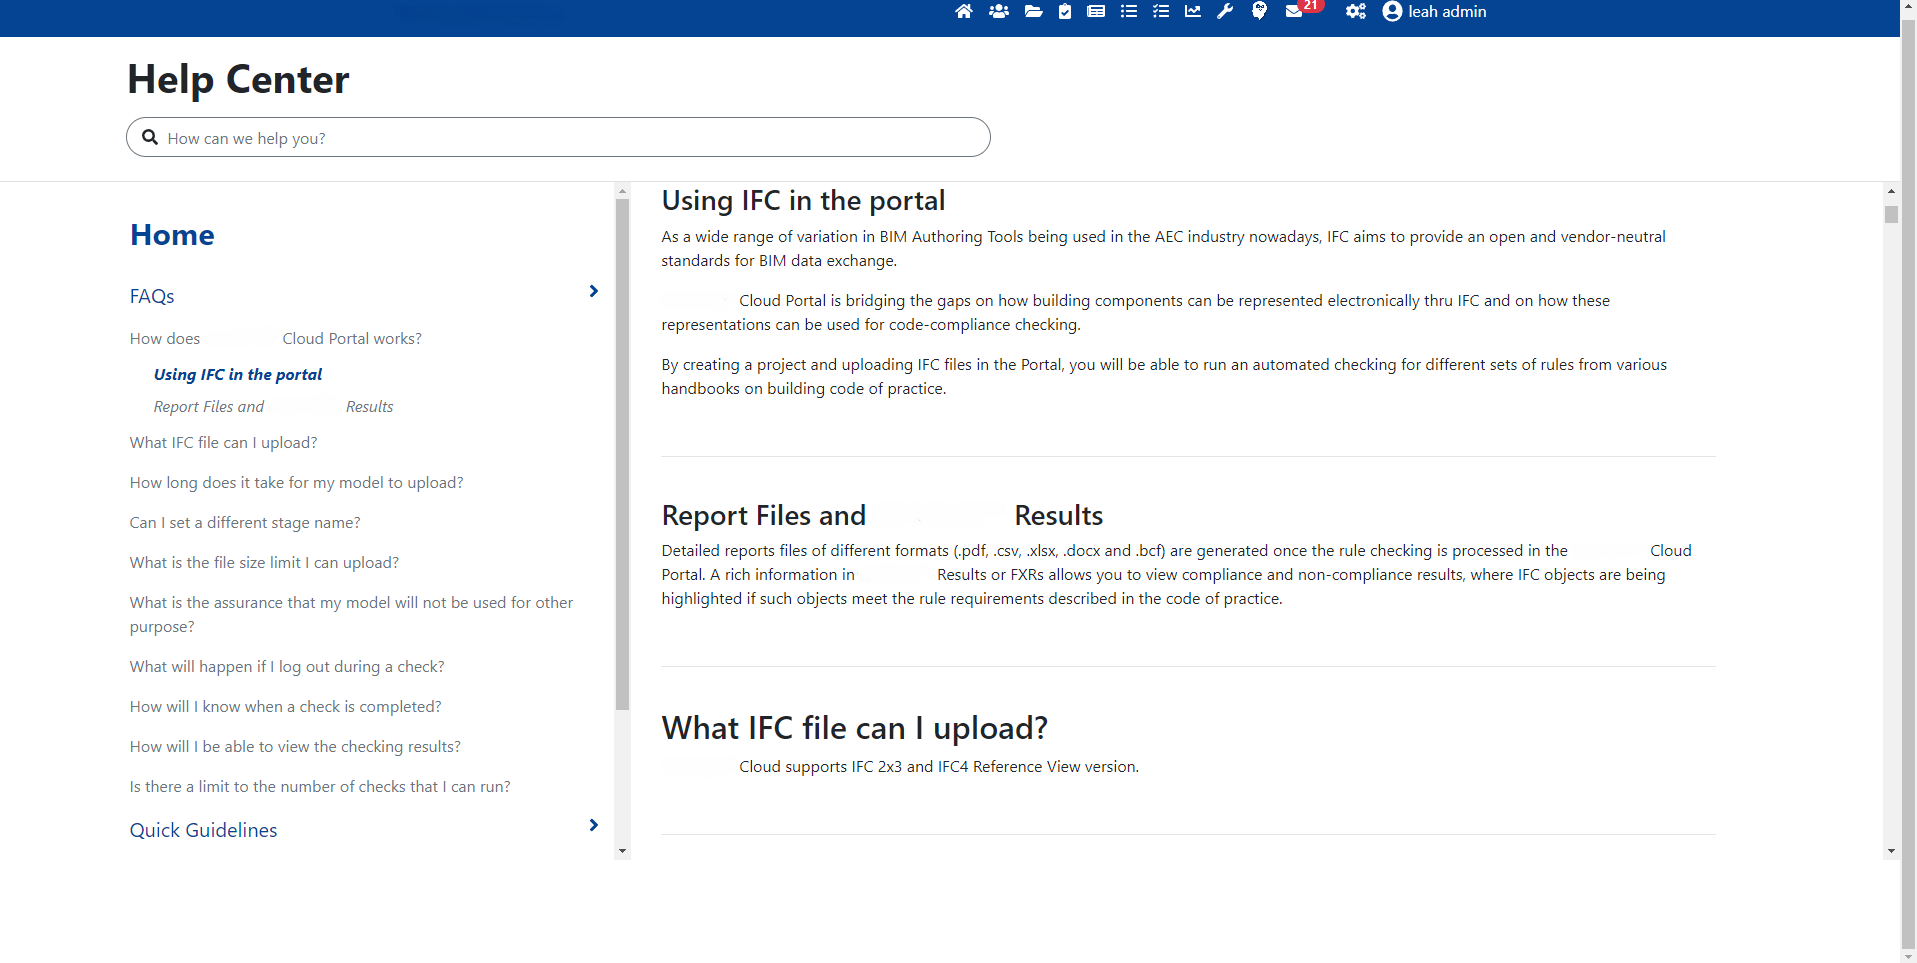 21
leah admin
Help Center
How can we help you?
Home
FAQs
How does Cloud Portal works?
Using IFC in the portal
Report Files and Results
What IFC file can I upload?
How long does it take for my model to upload?
Can I set a different stage name?
What is the file size limit I can upload?
What is the assurance that my model will not be used for other
purpose?
What will happen if I log out during a check?
How will I know when a check is completed?
How will I be able to view the checking results?
Is there a limit to the number of checks that I can run?
Quick Guidelines
Using IFC in the portal
As a wide range of variation in BIM Authoring Tools being used in the AEC industry nowadays, IFC aims to provide an open and vendor-neutral
standards for BIM data exchange.
Cloud Portal is bridging the gaps on how building components can be represented electronically thru IFC and on how these
representations can be used for code-compliance checking.
By creating a project and uploading IFC files in the Portal, you will be able to run an automated checking for different sets of rules from various
handbooks on building code of practice.
Report Files and Results
Detailed reports files of different formats (.pdf, .csv, .xlsx, .docx and .bcf) are generated once the rule checking is processed in the Cloud
Portal. A rich information in Results or FXRs allows you to view compliance and non-compliance results, where IFC objects are being
highlighted if such objects meet the rule requirements described in the code of practice.
What IFC file can I upload?
Cloud supports IFC 2x3 and IFC4 Reference View version.